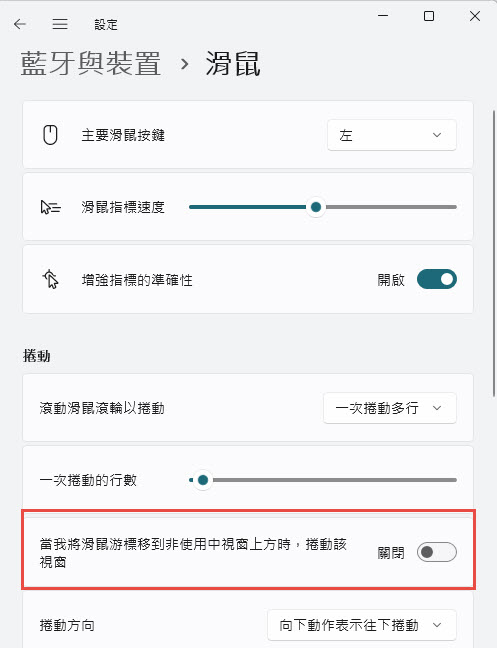 設定
藍牙與裝置 › 滑鼠
主要滑鼠按鍵 左
滑鼠指標速度
增強指標的準確性 開啟
捲動
滾動滑鼠滾輪以捲動 一次捲動多行
一次捲動的行數
當我將滑鼠游標移到非使用中視窗上方時，捲動該
視窗 關閉
捲動方向 向下動作表示往下捲動